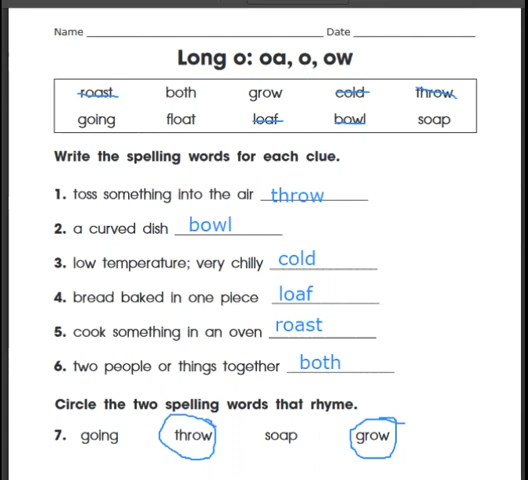 Name ____ Date ____
Long o: oa, o, ow
roast both grow cold throw
going float loaf bowl soap
Write the spelling words for each clue.
1. toss something into the air throw
2. a curved dish bowl
3. low temperature; very chilly cold
4. bread baked in one piece loaf
5. cook something in an oven roast
6. two people or things together both
Circle the two spelling words that rhyme.
7. going throw soap grow